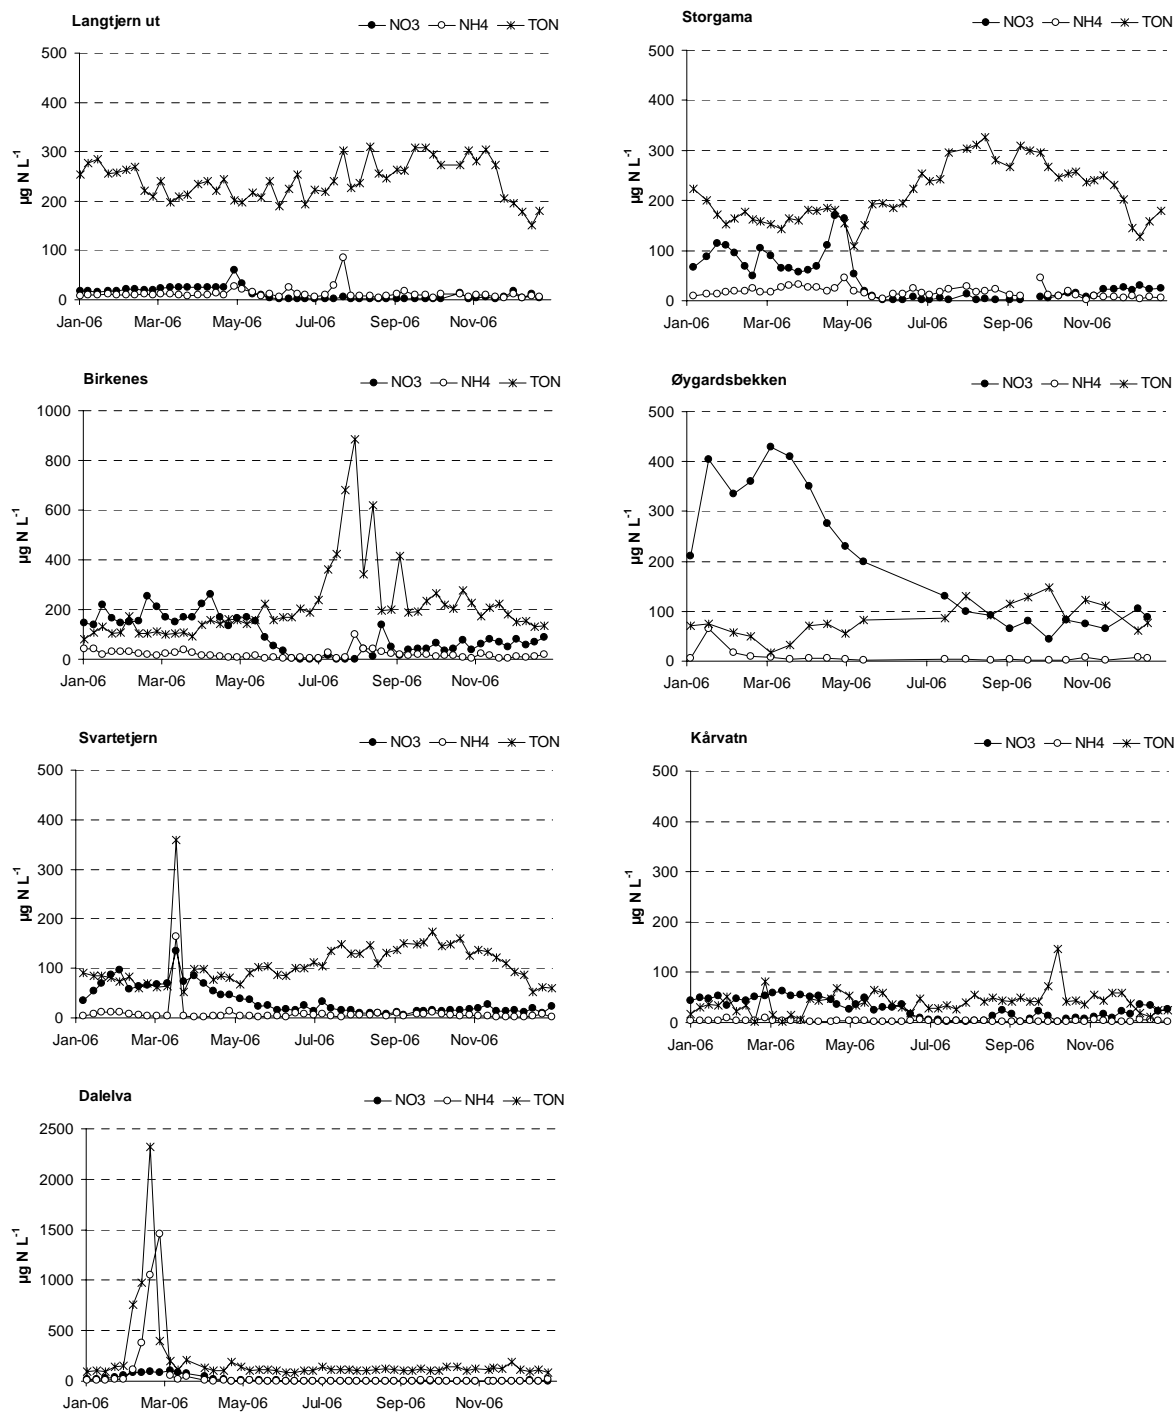 Langtjern ut
NO3 NH4 TON
500
400
300
200
100
0
µg N L-1
Jan-06 Mar-06 May-06 Jul-06 Sep-06 Nov-06
Storgama
NO3 NH4 TON
500
400
300
200
100
0
µg N L-1
Jan-06 Mar-06 May-06 Jul-06 Sep-06 Nov-06
Birkenes
NO3 NH4 TON
1000
800
600
400
200
0
µg N L-1
Jan-06 Mar-06 May-06 Jul-06 Sep-06 Nov-06
Øygardsbekken
NO3 NH4 TON
500
400
300
200
100
0
µg N L-1
Jan-06 Mar-06 May-06 Jul-06 Sep-06 Nov-06
Svartetjern
NO3 NH4 TON
500
400
300
200
100
0
µg N L-1
Jan-06 Mar-06 May-06 Jul-06 Sep-06 Nov-06
Kårvatn
NO3 NH4 TON
500
400
300
200
100
0
µg N L-1
Jan-06 Mar-06 May-06 Jul-06 Sep-06 Nov-06
Dalelva
NO3 NH4 TON
2500
2000
1500
1000
500
0
µg N L-1
Jan-06 Mar-06 May-06 Jul-06 Sep-06 Nov-06